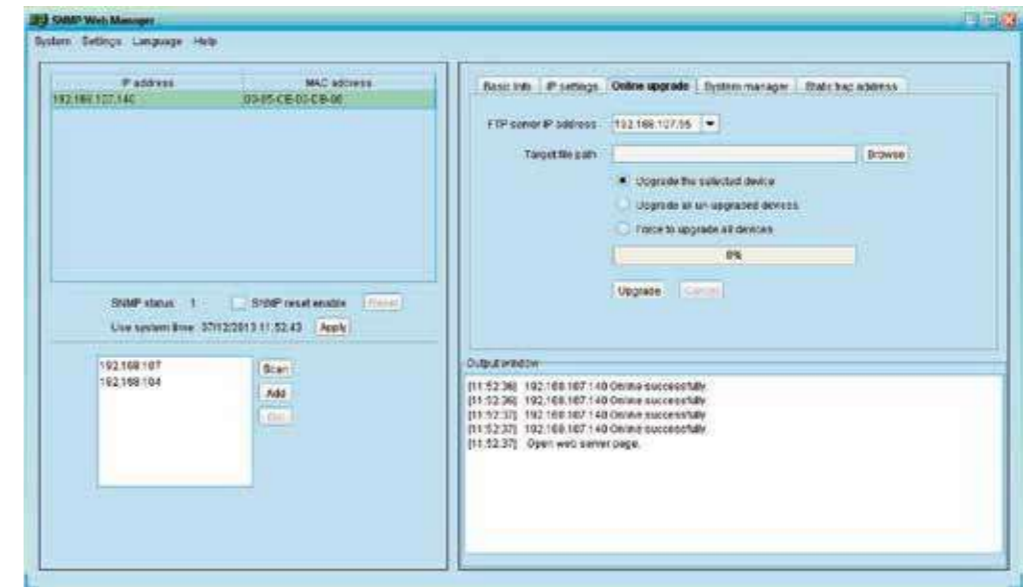 SNMP Web Manager
System Settings Language Help
IP address MAC address
192.168.107.140
Basic Info IP settings Online upgrade System manager Static trap address
FTP server IP address 192.168.107.95
Target file path Browse
Upgrade the selected device
Upgrade all un-upgraded devices
Force to upgrade all devices
0%
Upgrade Cancel
SNMP status 1 SNMP reset enable Reset
Use system time 07/12/2013 11:52:43 Apply
192.168.107
192.168.104
Scan
Add
Del
Output window
[11:52:36] 192.168.107.140 Online successfully.
[11:52:36] 192.168.107.140 Online successfully.
[11:52:37] 192.168.107.140 Online successfully.
[11:52:37] 192.168.107.140 Online successfully.
[11:52:37] Open web server page.